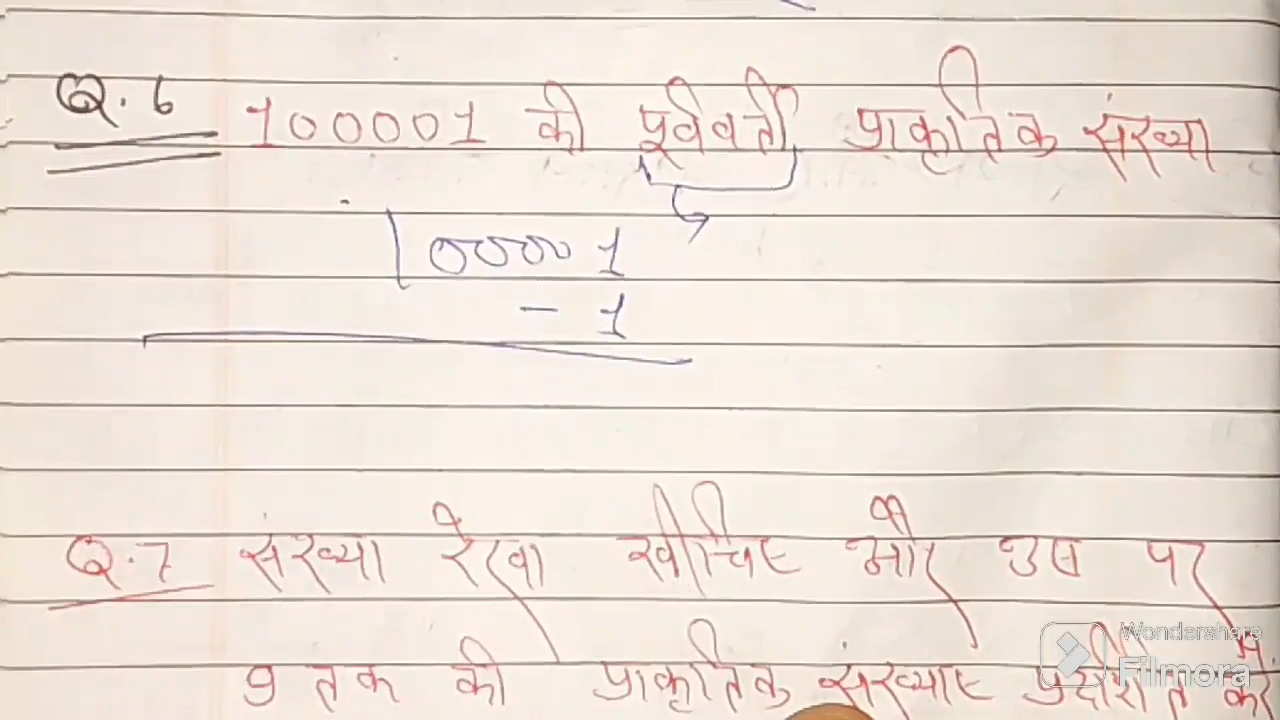 Q.6 100001 की पूर्ववर्ती प्राकृतिक संख्या
100001
- 1
Q.7 संख्या रेखा खीचिए और उस पर
9 तक की प्राकृतिक संख्याए प्रदर्शित करें
Wondershare
Filmora